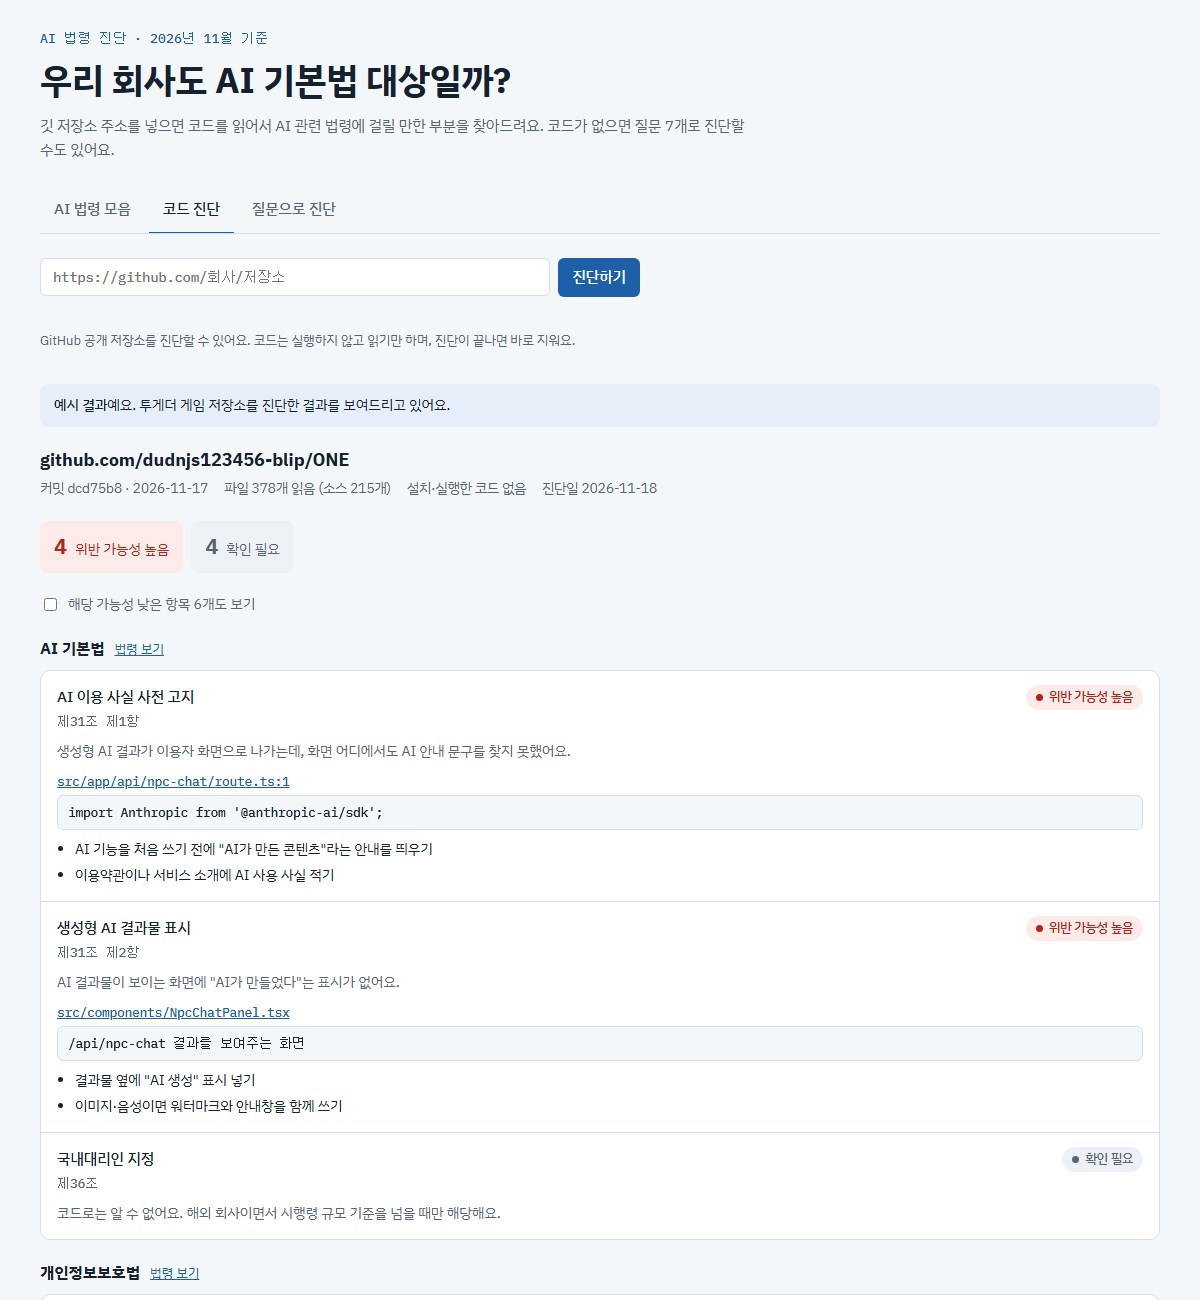 AI 법령 진단 · 2026년 11월 기준
우리 회사도 AI 기본법 대상일까?
깃 저장소 주소를 넣으면 코드를 읽어서 AI 관련 법령에 걸릴 만한 부분을 찾아드려요. 코드가 없으면 질문 7개로 진단할
수도 있어요.
AI 법령 모음 코드 진단 질문으로 진단
https://github.com/회사/저장소 진단하기
GitHub 공개 저장소를 진단할 수 있어요. 코드는 실행하지 않고 읽기만 하며, 진단이 끝나면 바로 지워요.
예시 결과예요. 투게더 게임 저장소를 진단한 결과를 보여드리고 있어요.
github.com/dudnjs123456-blip/ONE
커밋 dcd75b8 · 2026-11-17 파일 378개 읽음 (소스 215개) 설치·실행한 코드 없음 진단일 2026-11-18
4 위반 가능성 높음 4 확인 필요
해당 가능성 낮은 항목 6개도 보기
AI 기본법 법령 보기
AI 이용 사실 사전 고지 위반 가능성 높음
제31조 제1항
생성형 AI 결과가 이용자 화면으로 나가는데, 화면 어디에서도 AI 안내 문구를 찾지 못했어요.
src/app/api/npc-chat/route.ts:1
import Anthropic from '@anthropic-ai/sdk';
• AI 기능을 처음 쓰기 전에 "AI가 만든 콘텐츠"라는 안내를 띄우기
• 이용약관이나 서비스 소개에 AI 사용 사실 적기
생성형 AI 결과물 표시 위반 가능성 높음
제31조 제2항
AI 결과물이 보이는 화면에 "AI가 만들었다"는 표시가 없어요.
src/components/NpcChatPanel.tsx
/api/npc-chat 결과를 보여주는 화면
• 결과물 옆에 "AI 생성" 표시 넣기
• 이미지·음성이면 워터마크와 안내창을 함께 쓰기
국내대리인 지정 확인 필요
제36조
코드로는 알 수 없어요. 해외 회사이면서 시행령 규모 기준을 넘을 때만 해당해요.
개인정보보호법 법령 보기